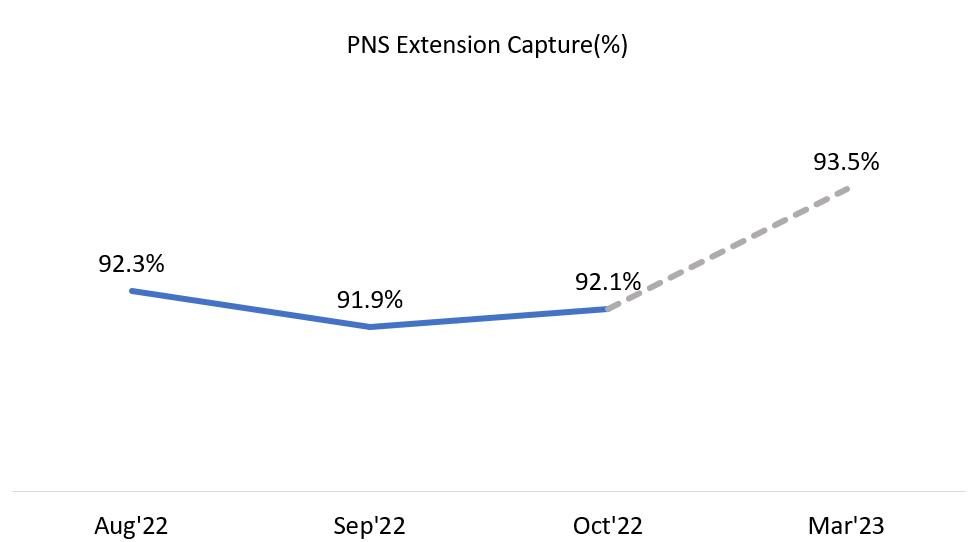 PNS Extension Capture(%)
93.5%
92.3%
92.1%
91.9%
Aug'22
Sep'22
Oct'22
Mar'23